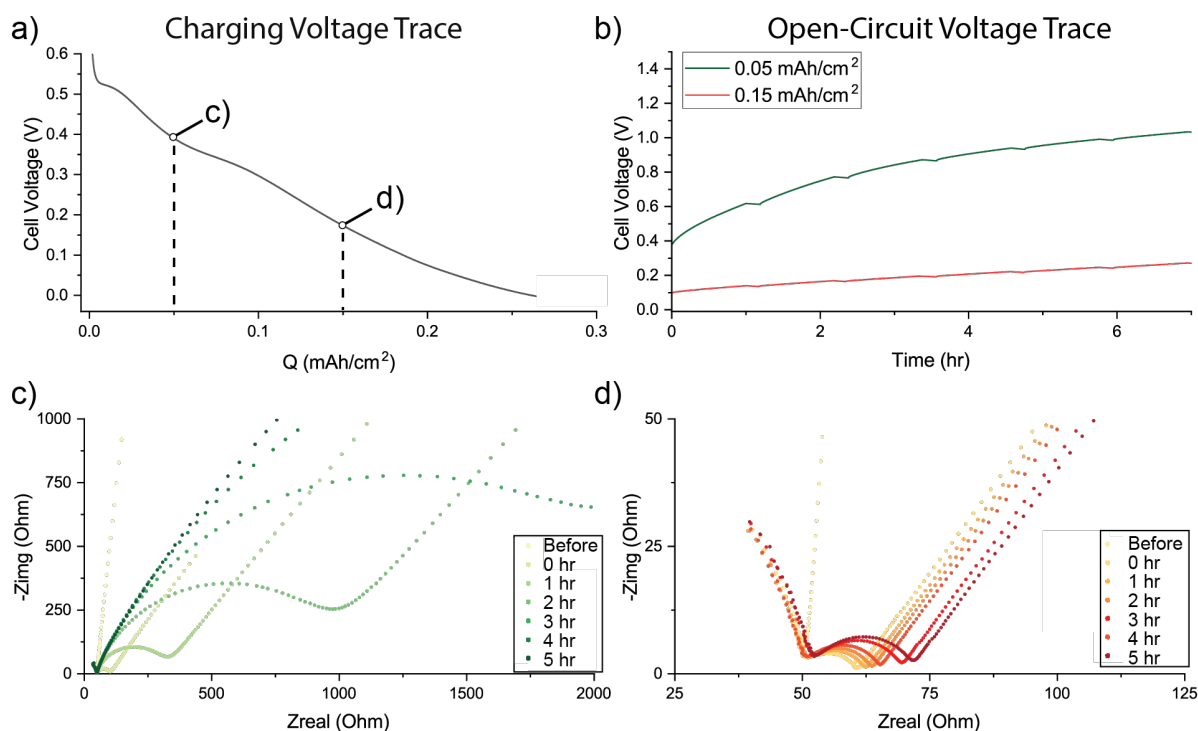 a)
Charging Voltage Trace
0.6
0.5
0.4
0.3
0.2
0.1
0.0
Cell Voltage (V)
c)
d)
0.0
0.1
0.2
0.3
Q (mAh/cm²)
b)
Open-Circuit Voltage Trace
0.05 mAh/cm²
0.15 mAh/cm²
1.4
1.2
1.0
0.8
0.6
0.4
0.2
0.0
Cell Voltage (V)
0
2
4
6
Time (hr)
c)
1000
750
500
250
0
-Zimg (Ohm)
Before
0 hr
1 hr
2 hr
3 hr
4 hr
5 hr
0
500
1000
1500
2000
Zreal (Ohm)
d)
50
25
0
-Zimg (Ohm)
Before
0 hr
1 hr
2 hr
3 hr
4 hr
5 hr
25
50
75
100
125
Zreal (Ohm)